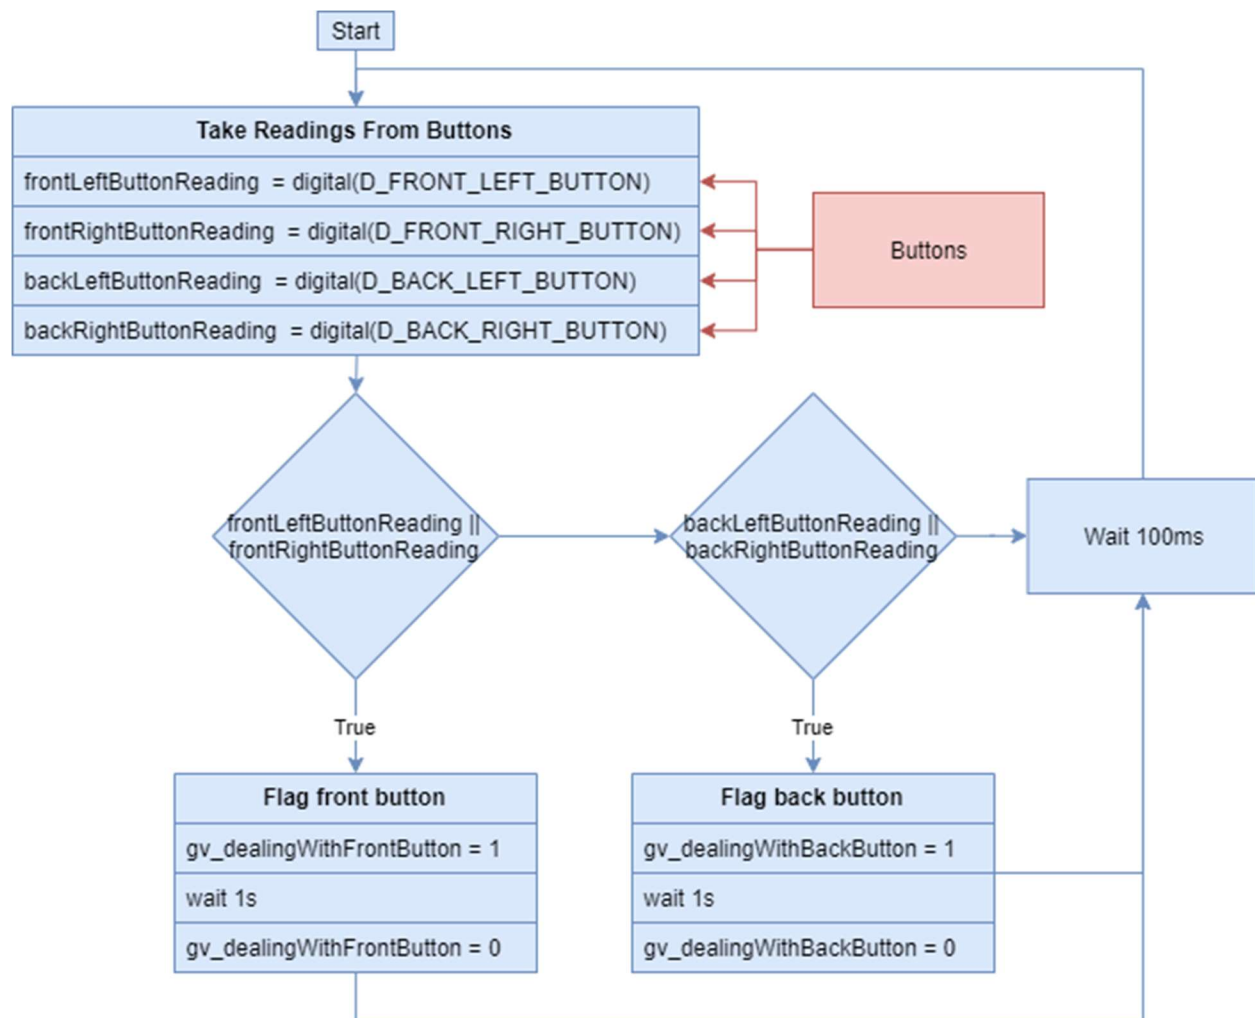 Start
Take Readings From Buttons
frontLeftButtonReading = digital(D_FRONT_LEFT_BUTTON)
frontRightButtonReading = digital(D_FRONT_RIGHT_BUTTON)
backLeftButtonReading = digital(D_BACK_LEFT_BUTTON)
backRightButtonReading = digital(D_BACK_RIGHT_BUTTON)
Buttons
frontLeftButtonReading ||
frontRightButtonReading
backLeftButtonReading ||
backRightButtonReading
Wait 100ms
True
True
Flag front button
gv_dealingWithFrontButton = 1
wait 1s
gv_dealingWithFrontButton = 0
Flag back button
gv_dealingWithBackButton = 1
wait 1s
gv_dealingWithBackButton = 0